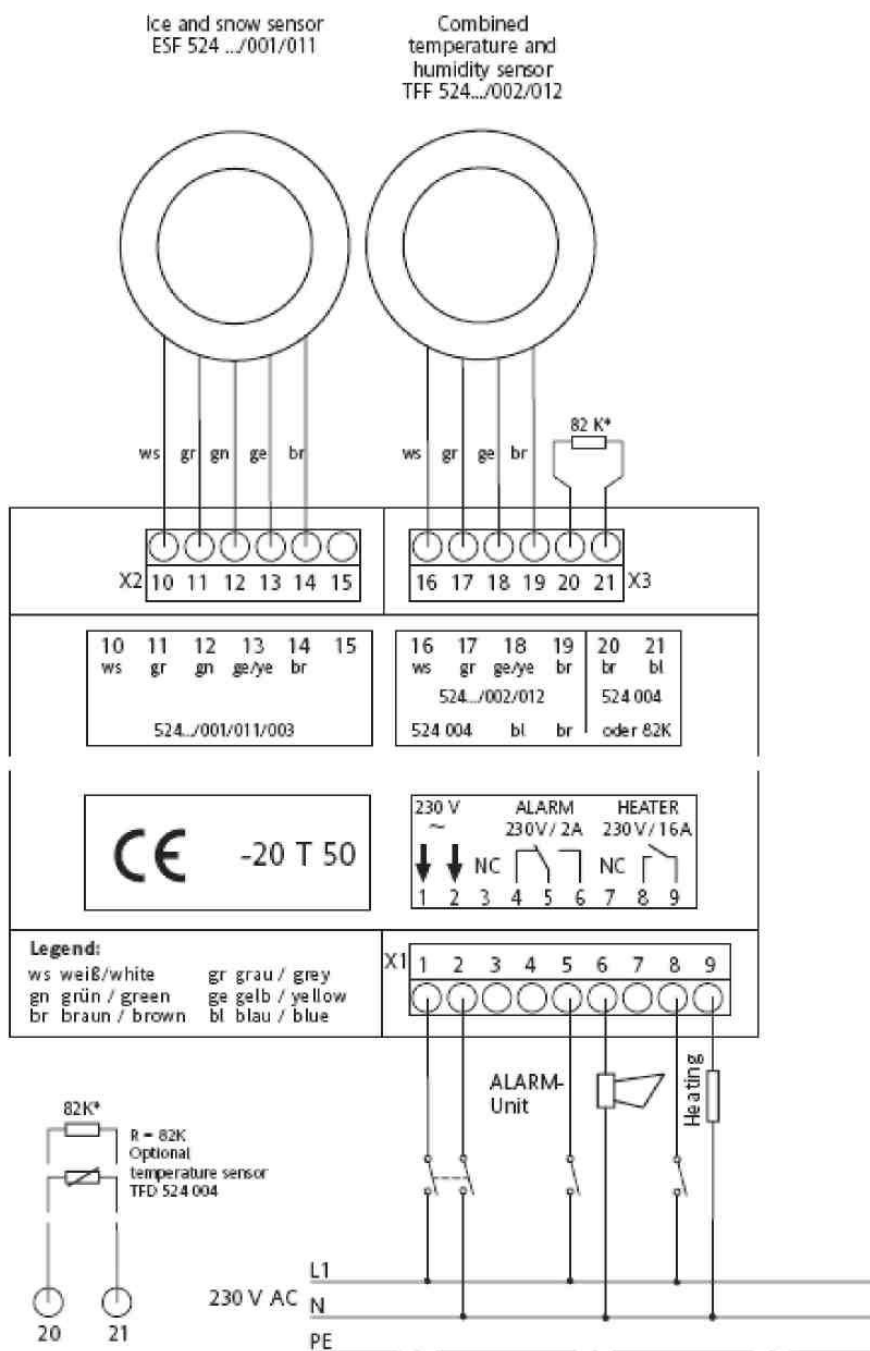 Ice and snow sensor
ESF 524 .../001/011
Combined
temperature and
humidity sensor
TFF 524.../002/012
ws gr gn ge br
ws gr ge br
82 K*
X2 10 11 12 13 14 15
16 17 18 19 20 21 X3
10 11 12 13 14 15
ws gr gn ge/ye br
524../001/011/003
16 17 18 19 20 21
ws gr ge/ye br br bl
524../002/012 524 004
524 004 bl br oder 82K
CE -20 T 50
230 V ALARM HEATER
~ 230V/2A 230V/16A
NC NC
1 2 3 4 5 6 7 8 9
Legend:
ws weiß/white gr grau / grey
gn grün / green ge gelb / yellow
br braun / brown bl blau / blue
X1 1 2 3 4 5 6 7 8 9
ALARM-
Unit
Heating
82K*
R = 82K
Optional
temperature sensor
TFD 524 004
20 21
230 V AC
L1
N
PE